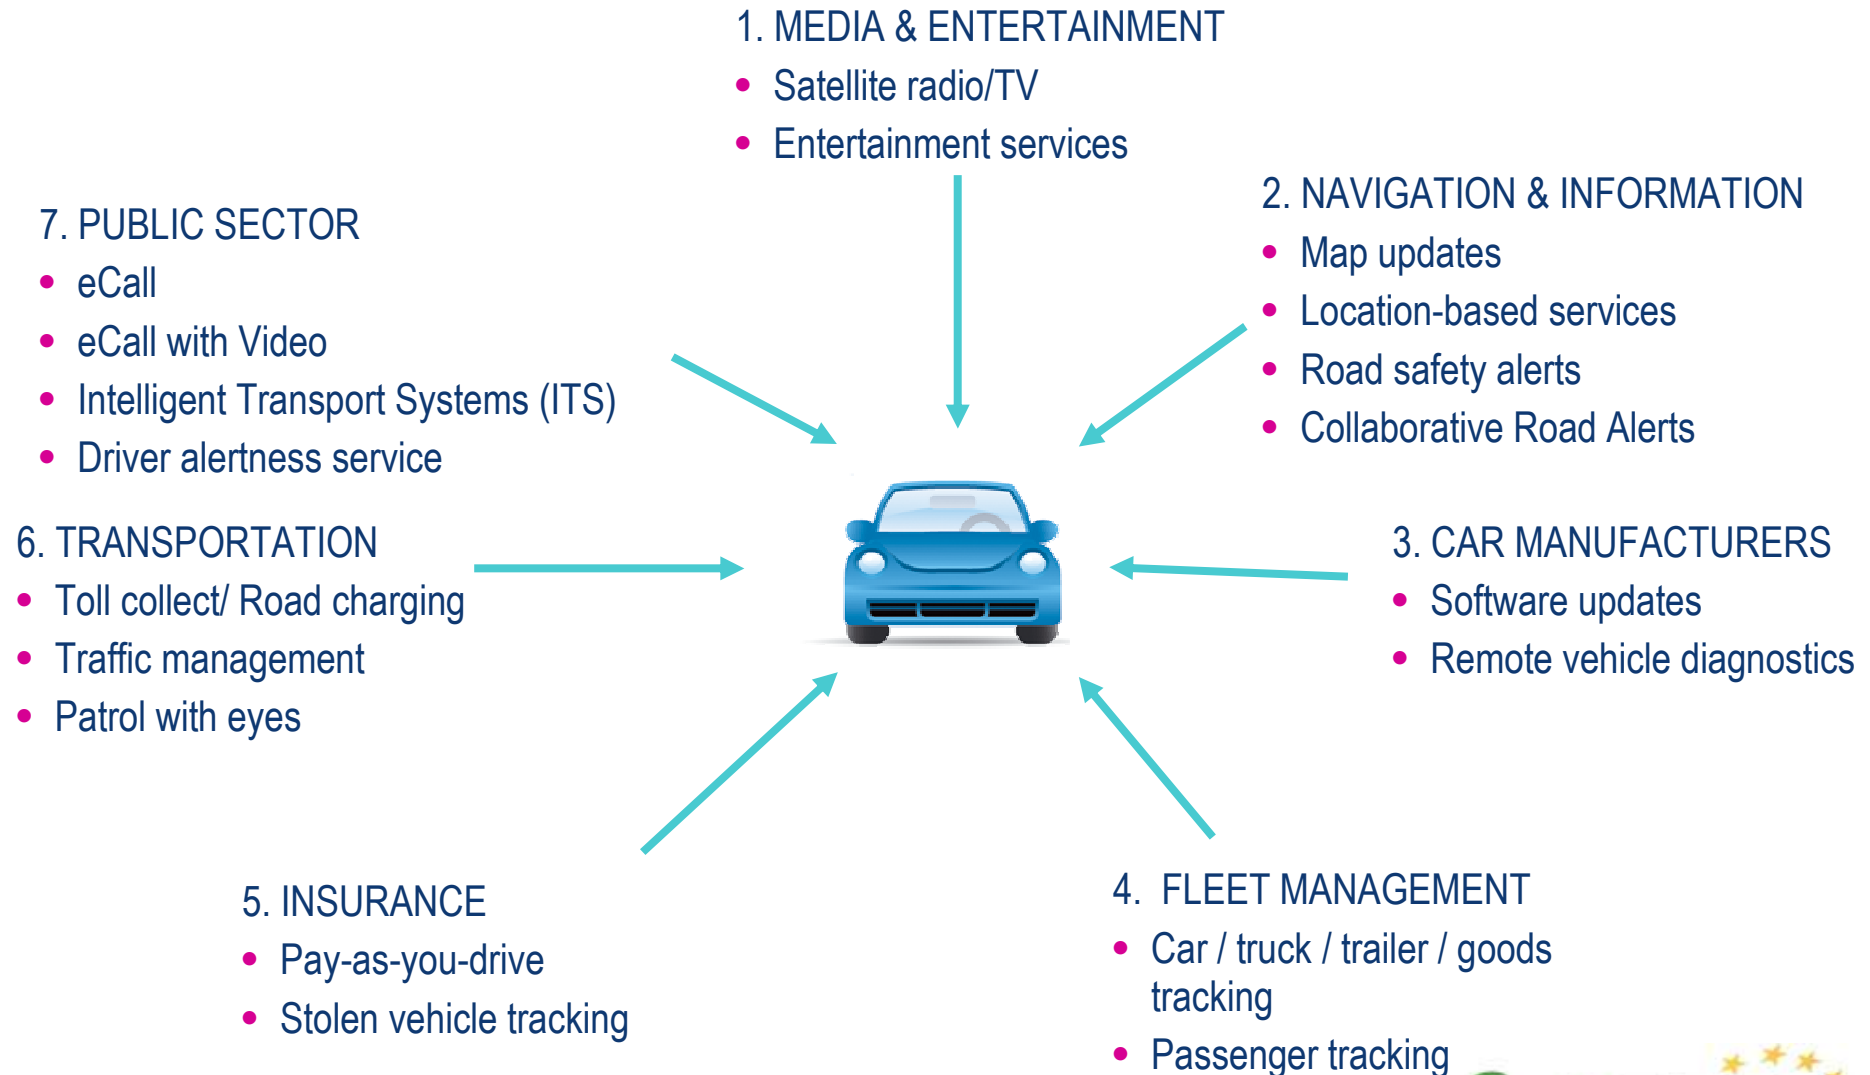 1. MEDIA & ENTERTAINMENT
• Satellite radio/TV
• Entertainment services
2. NAVIGATION & INFORMATION
• Map updates
• Location-based services
• Road safety alerts
• Collaborative Road Alerts
3. CAR MANUFACTURERS
• Software updates
• Remote vehicle diagnostics
4. FLEET MANAGEMENT
• Car / truck / trailer / goods
tracking
• Passenger tracking
5. INSURANCE
• Pay-as-you-drive
• Stolen vehicle tracking
6. TRANSPORTATION
• Toll collect/ Road charging
• Traffic management
• Patrol with eyes
7. PUBLIC SECTOR
• eCall
• eCall with Video
• Intelligent Transport Systems (ITS)
• Driver alertness service